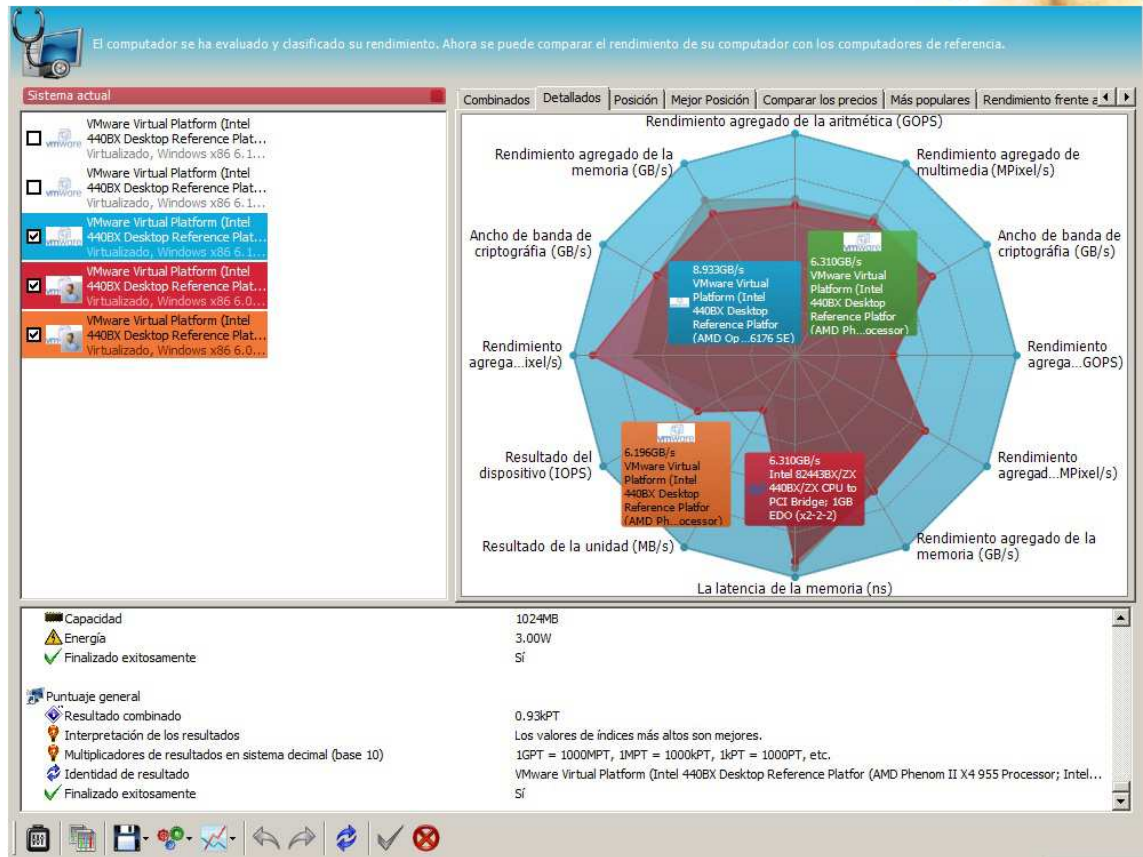 El computador se ha evaluado y clasificado su rendimiento. Ahora se puede comparar el rendimiento de su computador con los computadores de referencia.
Sistema actual
VMware Virtual Platform (Intel
440BX Desktop Reference Plat...
Virtualizado, Windows x86 6.1...
VMware Virtual Platform (Intel
440BX Desktop Reference Plat...
Virtualizado, Windows x86 6.1...
VMware Virtual Platform (Intel
440BX Desktop Reference Plat...
Virtualizado, Windows x86 6.1...
VMware Virtual Platform (Intel
440BX Desktop Reference Plat...
Virtualizado, Windows x86 6.0...
VMware Virtual Platform (Intel
440BX Desktop Reference Plat...
Virtualizado, Windows x86 6.0...
Combinados Detallados Posición Mejor Posición Comparar los precios Más populares Rendimiento frente a
Rendimiento agregado de la aritmética (GOPS)
Rendimiento agregado de la
memoria (GB/s)
Rendimiento agregado de
multimedia (MPixel/s)
Ancho de banda de
criptográfia (GB/s)
Ancho de banda de
criptográfia (GB/s)
vmware
8.933GB/s
VMware Virtual
Platform (Intel
440BX Desktop
Reference Platfor
(AMD Op...6176 SE)
6.310GB/s
VMware Virtual
Platform (Intel
440BX Desktop
Reference Platfor
(AMD Ph...ocessor)
Rendimiento
agrega...ixel/s)
Rendimiento
agrega...GOPS)
vmware
6.196GB/s
VMware Virtual
Platform (Intel
440BX Desktop
Reference Platfor
(AMD Ph...ocessor)
6.310GB/s
Intel 82443BX/ZX
440BX/ZX CPU to
PCI Bridge; 1GB
EDO (x2-2-2)
Resultado del
dispositivo (IOPS)
Rendimiento
agregad...MPixel/s)
Resultado de la unidad (MB/s)
Rendimiento agregado de la
memoria (GB/s)
La latencia de la memoria (ns)
Capacidad 1024MB
Energía 3.00W
Finalizado exitosamente Sí
Puntuaje general
Resultado combinado 0.93kPT
Interpretación de los resultados Los valores de índices más altos son mejores.
Multiplicadores de resultados en sistema decimal (base 10) 1GPT = 1000MPT, 1MPT = 1000kPT, 1kPT = 1000PT, etc.
Identidad de resultado VMware Virtual Platform (Intel 440BX Desktop Reference Platfor (AMD Phenom II X4 955 Processor; Intel...
Finalizado exitosamente Sí